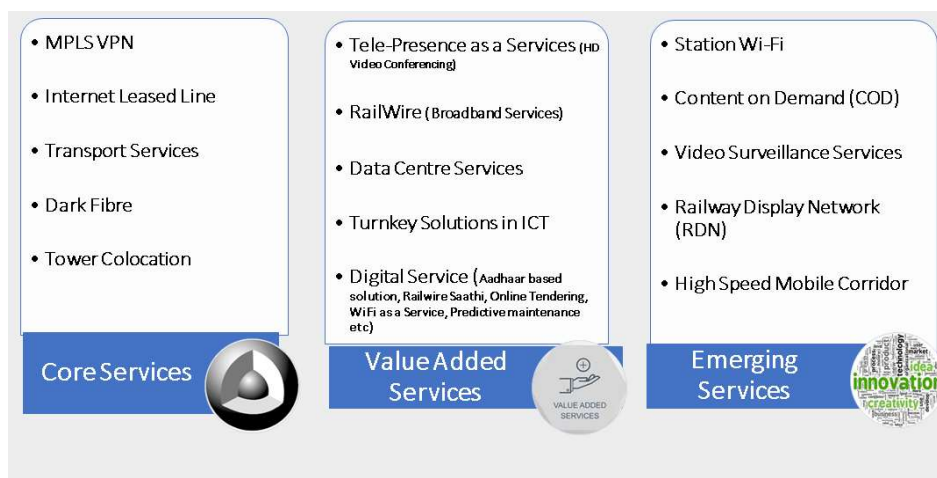 • MPLS VPN
• Internet Leased Line
• Transport Services
• Dark Fibre
• Tower Colocation
Core Services
• Tele-Presence as a Services (HD
Video Conferencing)
• RailWire (Broadband Services)
• Data Centre Services
• Turnkey Solutions in ICT
• Digital Service (Aadhaar based
solution, Railwire Saathi, Online Tendering,
WiFi as a Service, Predictive maintenance
etc)
Value Added
Services
VALUE ADDED
SERVICES
• Station Wi-Fi
• Content on Demand (COD)
• Video Surveillance Services
• Railway Display Network
(RDN)
• High Speed Mobile Corridor
Emerging
Services
technology
idea
innovation
creativity